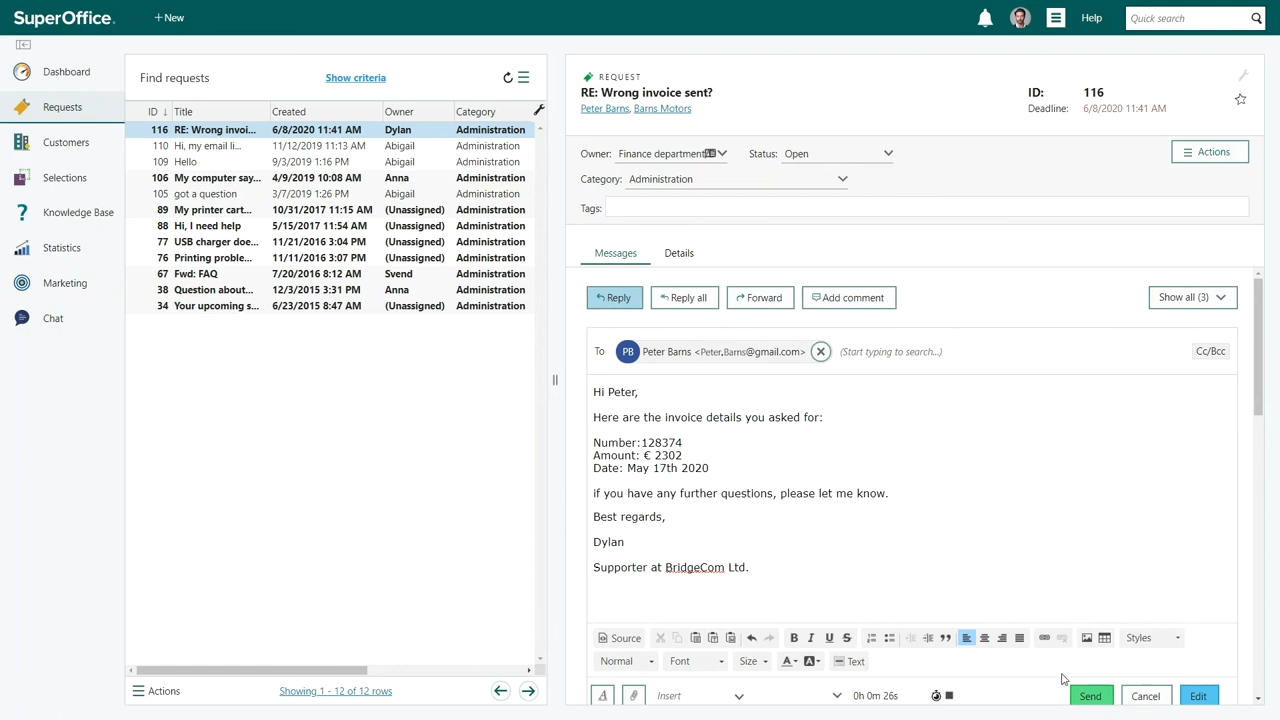 SuperOffice.
+ New
Help
Quick search
Dashboard
Requests
Customers
Selections
Knowledge Base
Statistics
Marketing
Chat
Find requests
Show criteria
ID ↓ Title Created Owner Category
116 RE: Wrong invoi... 6/8/2020 11:41 AM Dylan Administration
110 Hi, my email li... 11/12/2019 11:13 AM Abigail Administration
109 Hello 9/3/2019 1:16 PM Abigail Administration
106 My computer say... 4/9/2019 10:08 AM Anna Administration
105 got a question 3/7/2019 1:26 PM Abigail Administration
89 My printer cart... 10/31/2017 11:15 AM (Unassigned) Administration
88 Hi, I need help 5/15/2017 11:54 AM (Unassigned) Administration
77 USB charger doe... 11/21/2016 3:04 PM (Unassigned) Administration
76 Printing proble... 11/11/2016 3:07 PM (Unassigned) Administration
67 Fwd: FAQ 7/20/2016 8:12 AM Svend Administration
38 Question about... 12/3/2015 3:31 PM Anna Administration
34 Your upcoming s... 6/23/2015 8:47 AM (Unassigned) Administration
Actions
Showing 1 - 12 of 12 rows
REQUEST
RE: Wrong invoice sent?
Peter Barns, Barns Motors
ID: 116
Deadline: 6/8/2020 11:41 AM
Owner: Finance department
Status: Open
Actions
Category: Administration
Tags:
Messages
Details
Reply
Reply all
Forward
Add comment
Show all (3)
To PB Peter Barns <Peter.Barns@gmail.com> (Start typing to search...)
Cc/Bcc
Hi Peter,
Here are the invoice details you asked for:
Number:128374
Amount: € 2302
Date: May 17th 2020
if you have any further questions, please let me know.
Best regards,
Dylan
Supporter at BridgeCom Ltd.
Source B I U S Styles
Normal Font Size A A Text
A Insert 0h 0m 26s
Send
Cancel
Edit